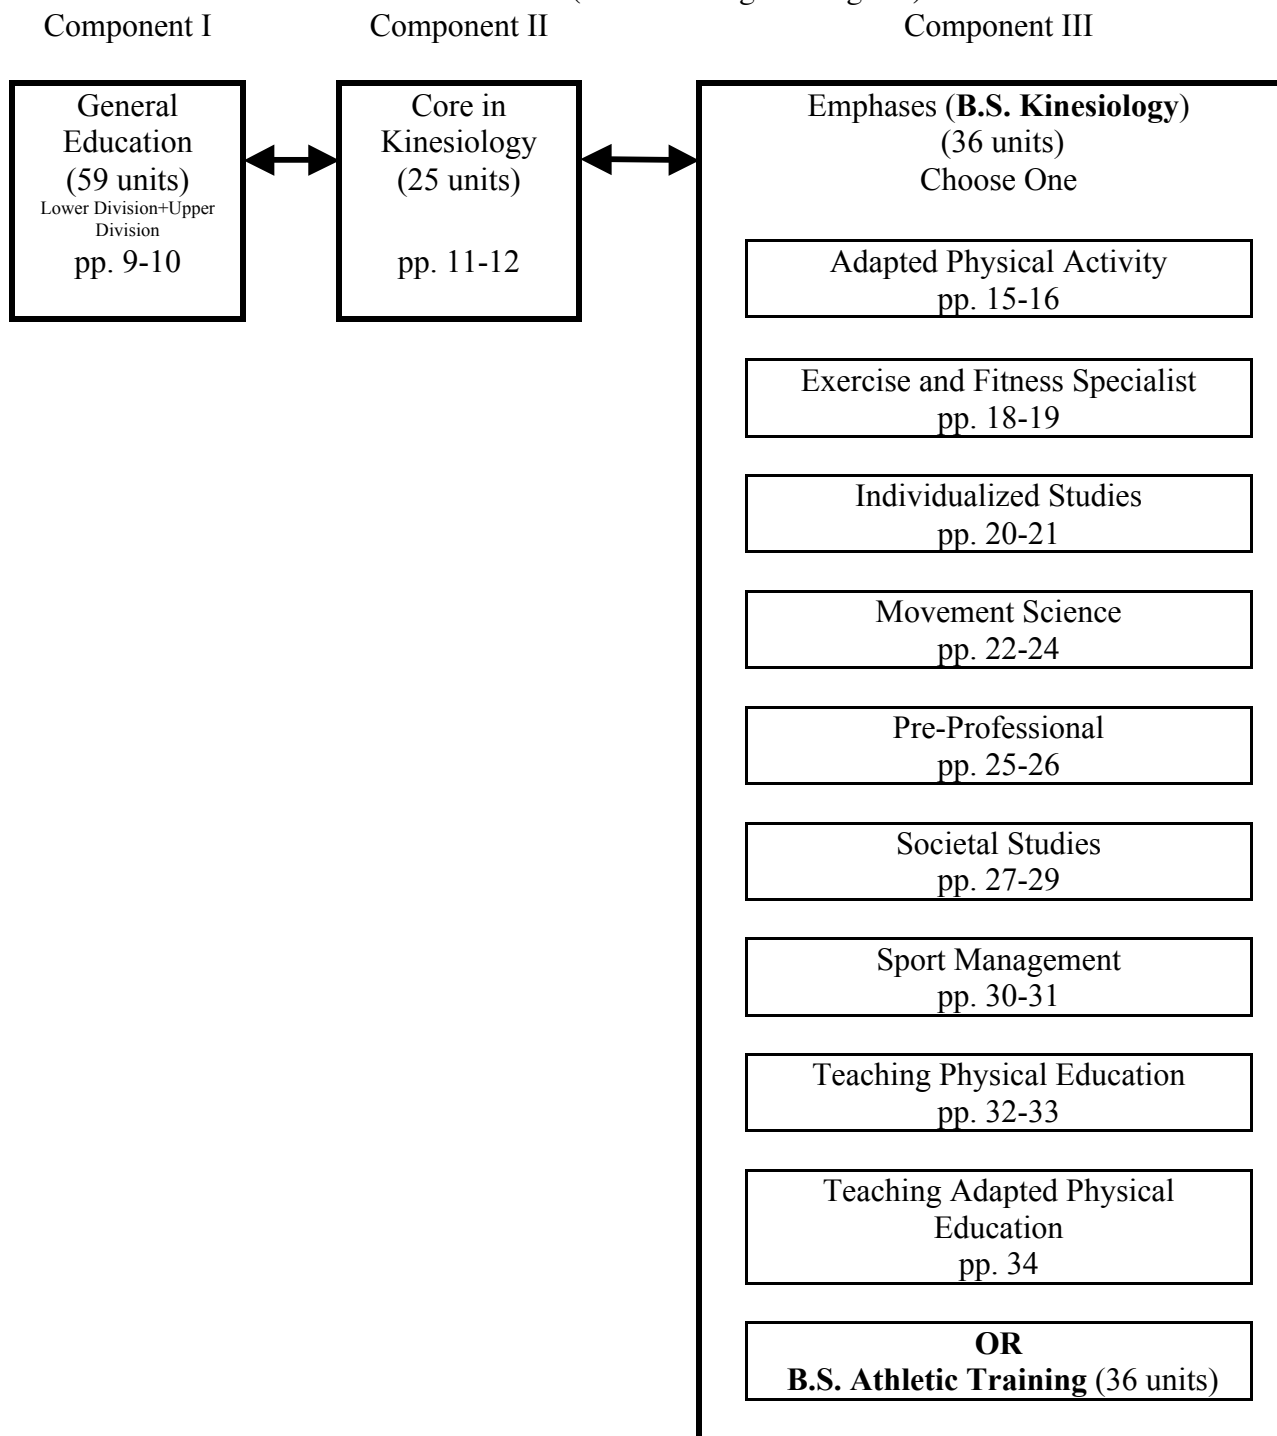 Component I
Component II
Component III
General
Education
(59 units)
Lower Division+Upper
Division
pp. 9-10
Core in
Kinesiology
(25 units)
pp. 11-12
Emphases (B.S. Kinesiology)
(36 units)
Choose One
Adapted Physical Activity
pp. 15-16
Exercise and Fitness Specialist
pp. 18-19
Individualized Studies
pp. 20-21
Movement Science
pp. 22-24
Pre-Professional
pp. 25-26
Societal Studies
pp. 27-29
Sport Management
pp. 30-31
Teaching Physical Education
pp. 32-33
Teaching Adapted Physical
Education
pp. 34
OR
B.S. Athletic Training (36 units)